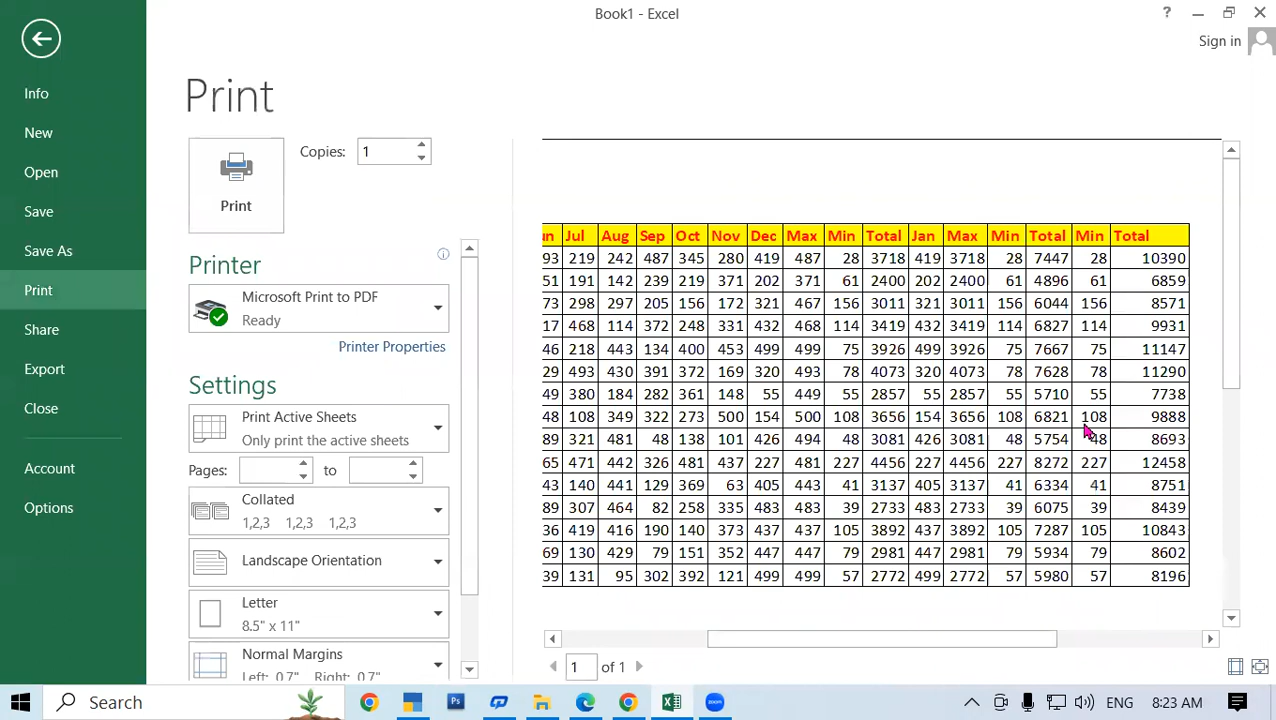 Book1 - Excel
?
Sign in
Info
New
Open
Save
Save As
Print
Share
Export
Close
Account
Options
Print
Print
Copies: 1
Printer
Microsoft Print to PDF
Ready
Printer Properties
Settings
Print Active Sheets
Only print the active sheets
Pages: to
Collated
1,2,3 1,2,3 1,2,3
Landscape Orientation
Letter
8.5" x 11"
Normal Margins
Left: 0.7" Right: 0.7"
un Jul Aug Sep Oct Nov Dec Max Min Total Jan Max Min Total Min Total
93 219 242 487 345 280 419 487 28 3718 419 3718 28 7447 28 10390
51 191 142 239 219 371 202 371 61 2400 202 2400 61 4896 61 6859
73 298 297 205 156 172 321 467 156 3011 321 3011 156 6044 156 8571
17 468 114 372 248 331 432 468 114 3419 432 3419 114 6827 114 9931
46 218 443 134 400 453 499 499 75 3926 499 3926 75 7667 75 11147
29 493 430 391 372 169 320 493 78 4073 320 4073 78 7628 78 11290
49 380 184 282 361 148 55 449 55 2857 55 2857 55 5710 55 7738
48 108 349 322 273 500 154 500 108 3656 154 3656 108 6821 108 9888
89 321 481 48 138 101 426 494 48 3081 426 3081 48 5754 48 8693
65 471 442 326 481 437 227 481 227 4456 227 4456 227 8272 227 12458
43 140 441 129 369 63 405 443 41 3137 405 3137 41 6334 41 8751
89 307 464 82 258 335 483 483 39 2733 483 2733 39 6075 39 8439
36 419 416 190 140 373 437 437 105 3892 437 3892 105 7287 105 10843
69 130 429 79 151 352 447 447 79 2981 447 2981 79 5934 79 8602
39 131 95 302 392 121 499 499 57 2772 499 2772 57 5980 57 8196
1 of 1
Search
Ps
zoom
ENG
8:23 AM